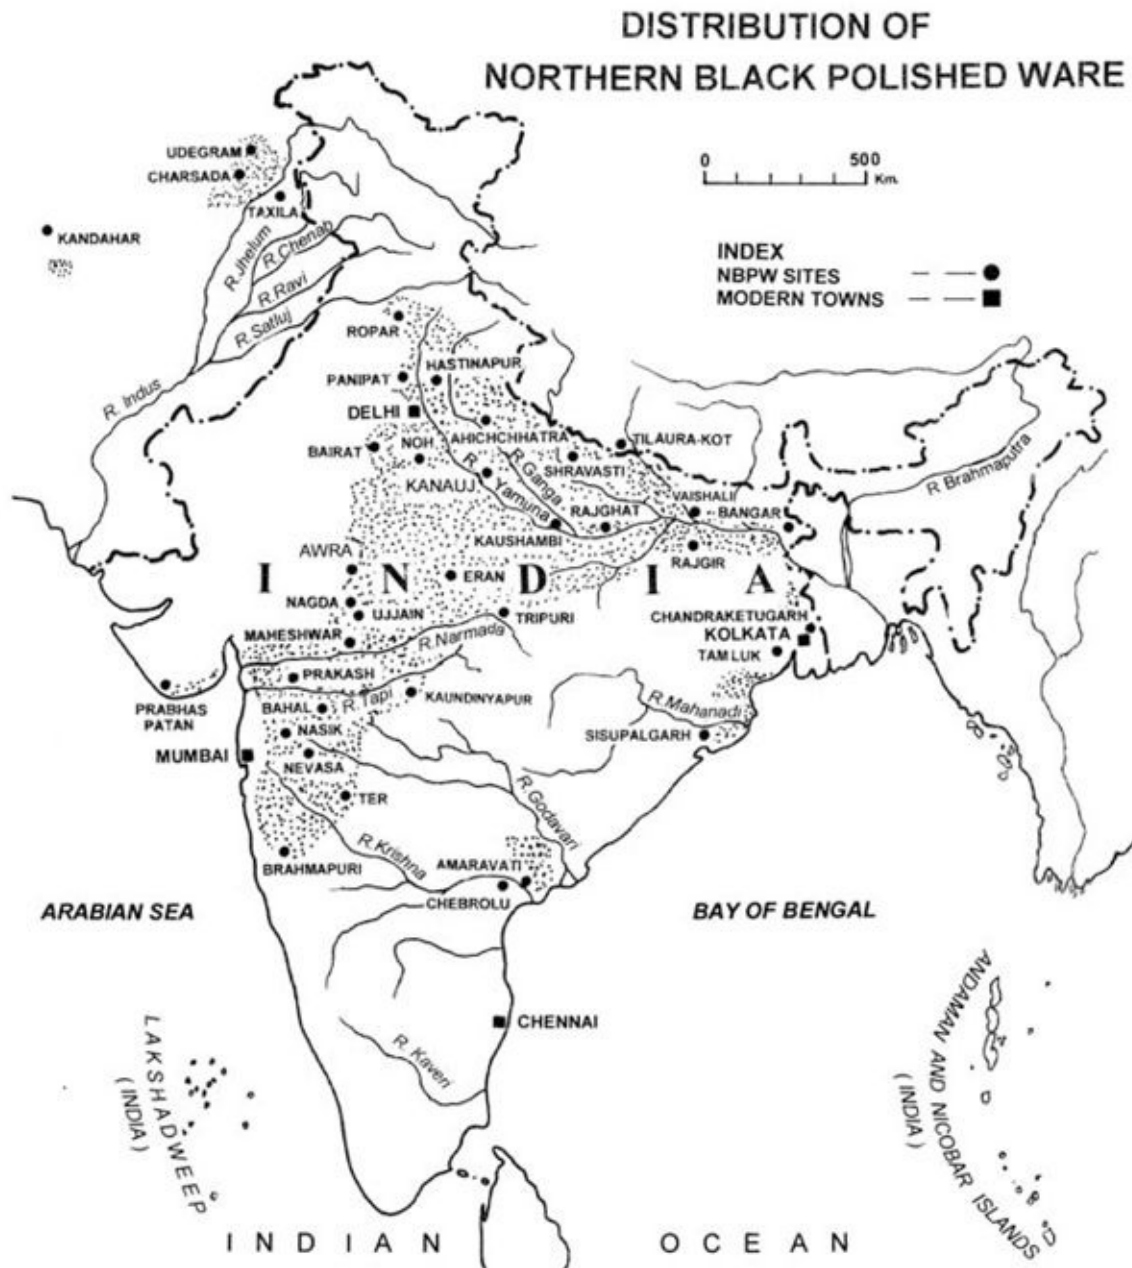 DISTRIBUTION OF
NORTHERN BLACK POLISHED WARE
0 500
Km.
INDEX
NBPW SITES
MODERN TOWNS
UDEGRAM
CHARSADA
TAXILA
KANDAHAR
R.Jhelum
R.Chenab
R.Ravi
R.Satluj
R. Indus
ROPAR
PANIPAT
HASTINAPUR
DELHI
BAIRAT
NOH
AHICHCHHATRA
TILAURA-KOT
SHRAVASTI
KANAUJ
R. Yamuna
R.Ganga
R Brahmaputra
VAISHALI
BANGAR
RAJGHAT
KAUSHAMBI
RAJGIR
AWRA
INDIA
ERAN
NAGDA
UJJAIN
TRIPURI
CHANDRAKETUGARH
KOLKATA
TAMLUK
MAHESHWAR
R.Narmada
PRAKASH
R.Tapi
KAUNDINYAPUR
PRABHAS
PATAN
BAHAL
NASIK
MUMBAI
NEVASA
R.Mahanadi
SISUPALGARH
TER
R.Godavari
R.Krishna
BRAHMAPURI
AMARAVATI
CHEBROLU
ARABIAN SEA
BAY OF BENGAL
CHENNAI
R. Kaveri
LAKSHADWEEP
(INDIA)
ANDAMAN AND NICOBAR ISLANDS
(INDIA)
INDIAN OCEAN